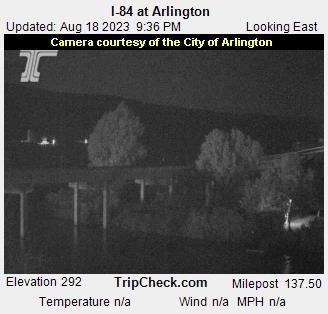 I-84 at Arlington
Updated: Aug 18 2023 9:36 PM Looking East
Camera courtesy of the City of Arlington
Elevation 292 TripCheck.com Milepost 137.50
Temperature n/a Wind n/a MPH n/a